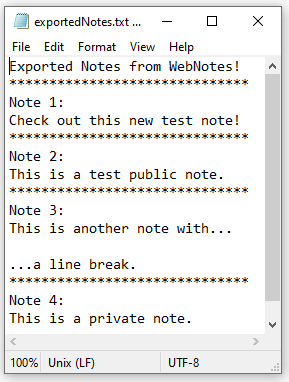 exportedNotes.txt ...
File Edit Format View Help
Exported Notes from WebNotes!
******************************
Note 1:
Check out this new test note!
******************************
Note 2:
This is a test public note.
******************************
Note 3:
This is another note with...

...a line break.
******************************
Note 4:
This is a private note.
100% Unix (LF) UTF-8